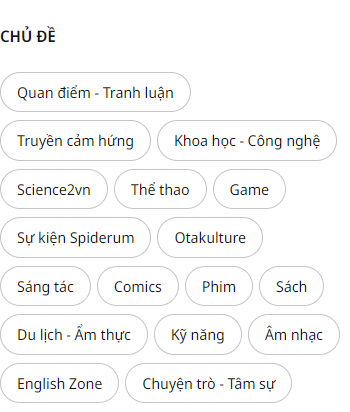 CHỦ ĐỀ
Quan điểm - Tranh luận
Truyền cảm hứng Khoa học - Công nghệ
Science2vn Thể thao Game
Sự kiện Spiderum Otakulture
Sáng tác Comics Phim Sách
Du lịch - Ẩm thực Kỹ năng Âm nhạc
English Zone Chuyện trò - Tâm sự